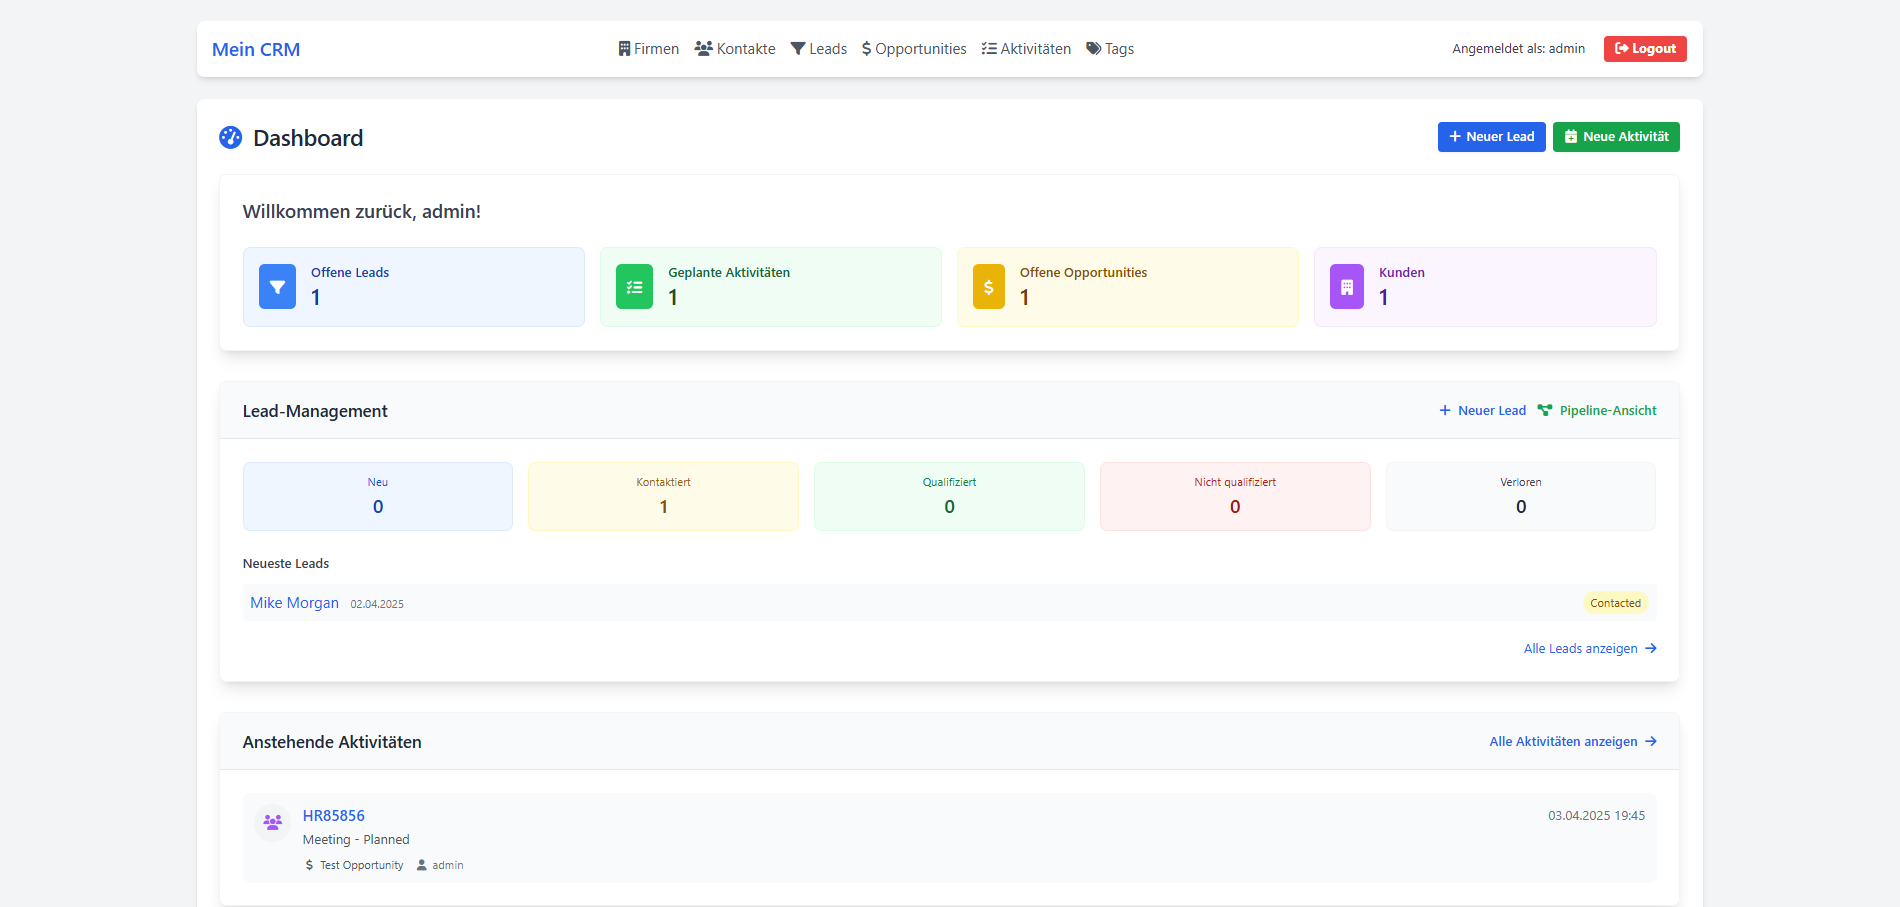 Mein CRM
Firmen Kontakte Leads Opportunities Aktivitäten Tags
Angemeldet als: admin
Logout
Dashboard
Neuer Lead
Neue Aktivität
Willkommen zurück, admin!
Offene Leads
1
Geplante Aktivitäten
1
Offene Opportunities
1
Kunden
1
Lead-Management
Neuer Lead
Pipeline-Ansicht
Neu
0
Kontaktiert
1
Qualifiziert
0
Nicht qualifiziert
0
Verloren
0
Neueste Leads
Mike Morgan 02.04.2025
Contacted
Alle Leads anzeigen
Anstehende Aktivitäten
Alle Aktivitäten anzeigen
HR85856
03.04.2025 19:45
Meeting - Planned
Test Opportunity admin